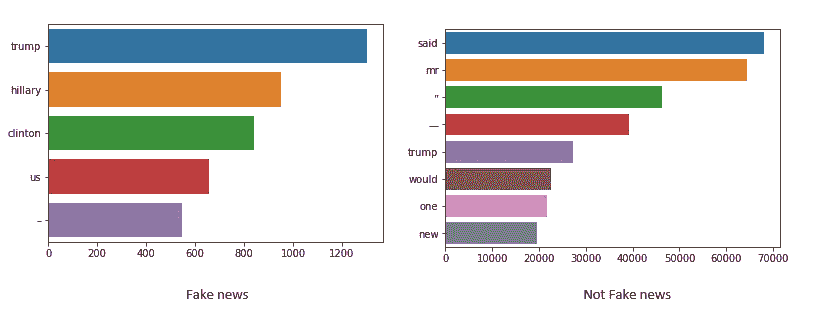 trump
hillary
clinton
us
–
0 200 400 600 800 1000 1200
Fake news
said
mr
”
—
trump
would
one
new
0 10000 20000 30000 40000 50000 60000 70000
Not Fake news